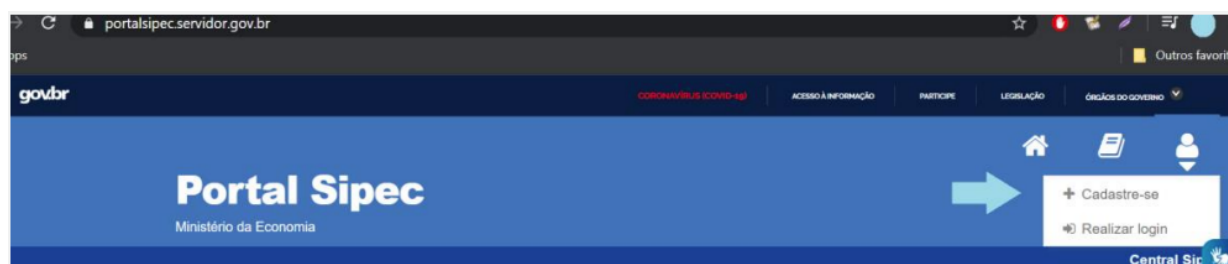 portalsipec.servidor.gov.br
ops
Outros favorit
gov.br
CORONAVÍRUS (COVID-19) ACESSO À INFORMAÇÃO PARTICIPE LEGISLAÇÃO ÓRGÃOS DO GOVERNO
Portal Sipec
Ministério da Economia
Cadastre-se
Realizar login
Central Sip